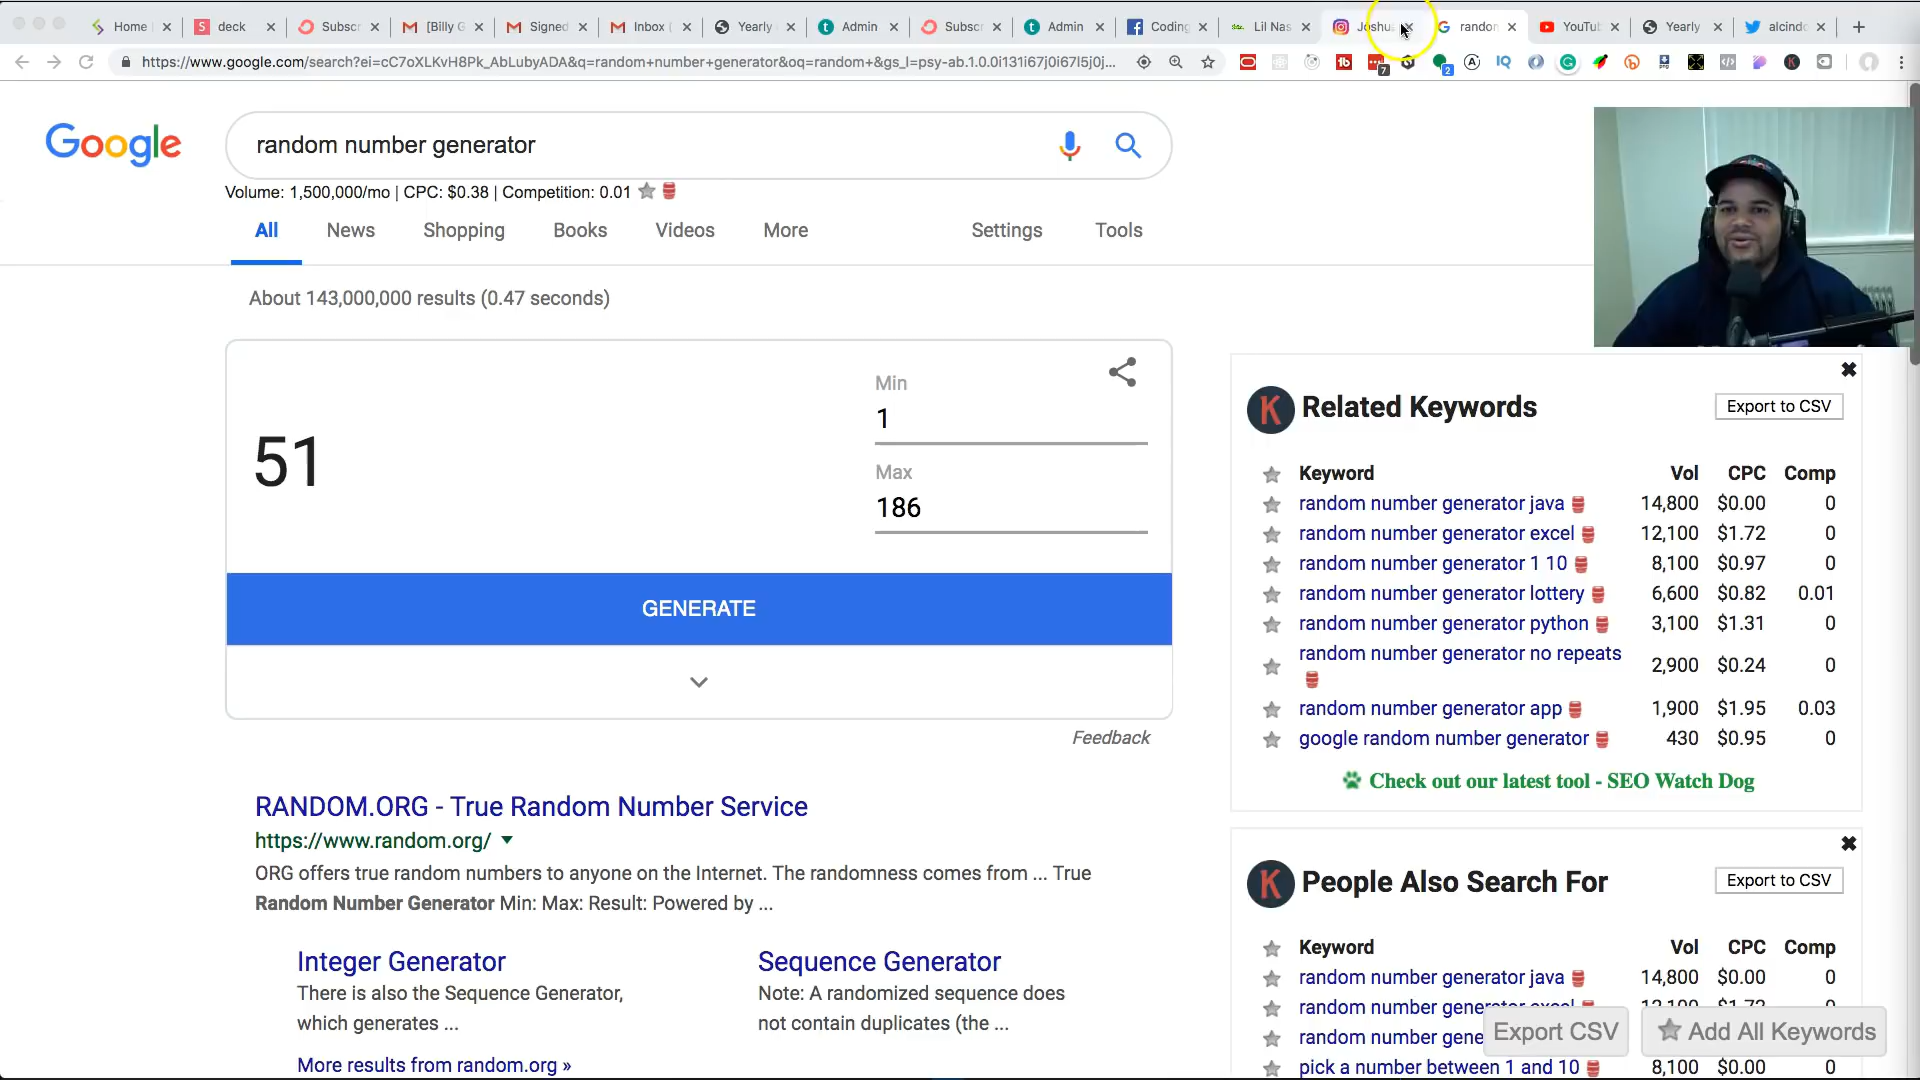 Home
deck
Subscr
[Billy G
Signed
Inbox (
Yearly
Admin
Subscr
Admin
Coding
Lil Nas
Joshu
random
YouTu
Yearly
alcindo
https://www.google.com/search?ei=cC7oXLKvH8Pk_AbLubyADA&q=random+number+generator&oq=random+&gs_l=psy-ab.1.0.0i131i67j0i67l5j0j...
7
2
Google
random number generator
Volume: 1,500,000/mo | CPC: $0.38 | Competition: 0.01
All News Shopping Books Videos More Settings Tools
About 143,000,000 results (0.47 seconds)
51
Min
1
Max
186
GENERATE
Feedback
RANDOM.ORG - True Random Number Service
https://www.random.org/
ORG offers true random numbers to anyone on the Internet. The randomness comes from ... True
Random Number Generator Min: Max: Result: Powered by ...
Integer Generator
There is also the Sequence Generator,
which generates ...
Sequence Generator
Note: A randomized sequence does
not contain duplicates (the ...
More results from random.org »
K Related Keywords Export to CSV
Keyword Vol CPC Comp
random number generator java 14,800 $0.00 0
random number generator excel 12,100 $1.72 0
random number generator 1 10 8,100 $0.97 0
random number generator lottery 6,600 $0.82 0.01
random number generator python 3,100 $1.31 0
random number generator no repeats 2,900 $0.24 0
random number generator app 1,900 $1.95 0.03
google random number generator 430 $0.95 0
Check out our latest tool - SEO Watch Dog
K People Also Search For Export to CSV
Keyword Vol CPC Comp
random number generator java 14,800 $0.00 0
random number generator excel 12,100 $1.72 0
random number gene
Export CSV
Add All Keywords
pick a number between 1 and 10 8,100 $0.00 0